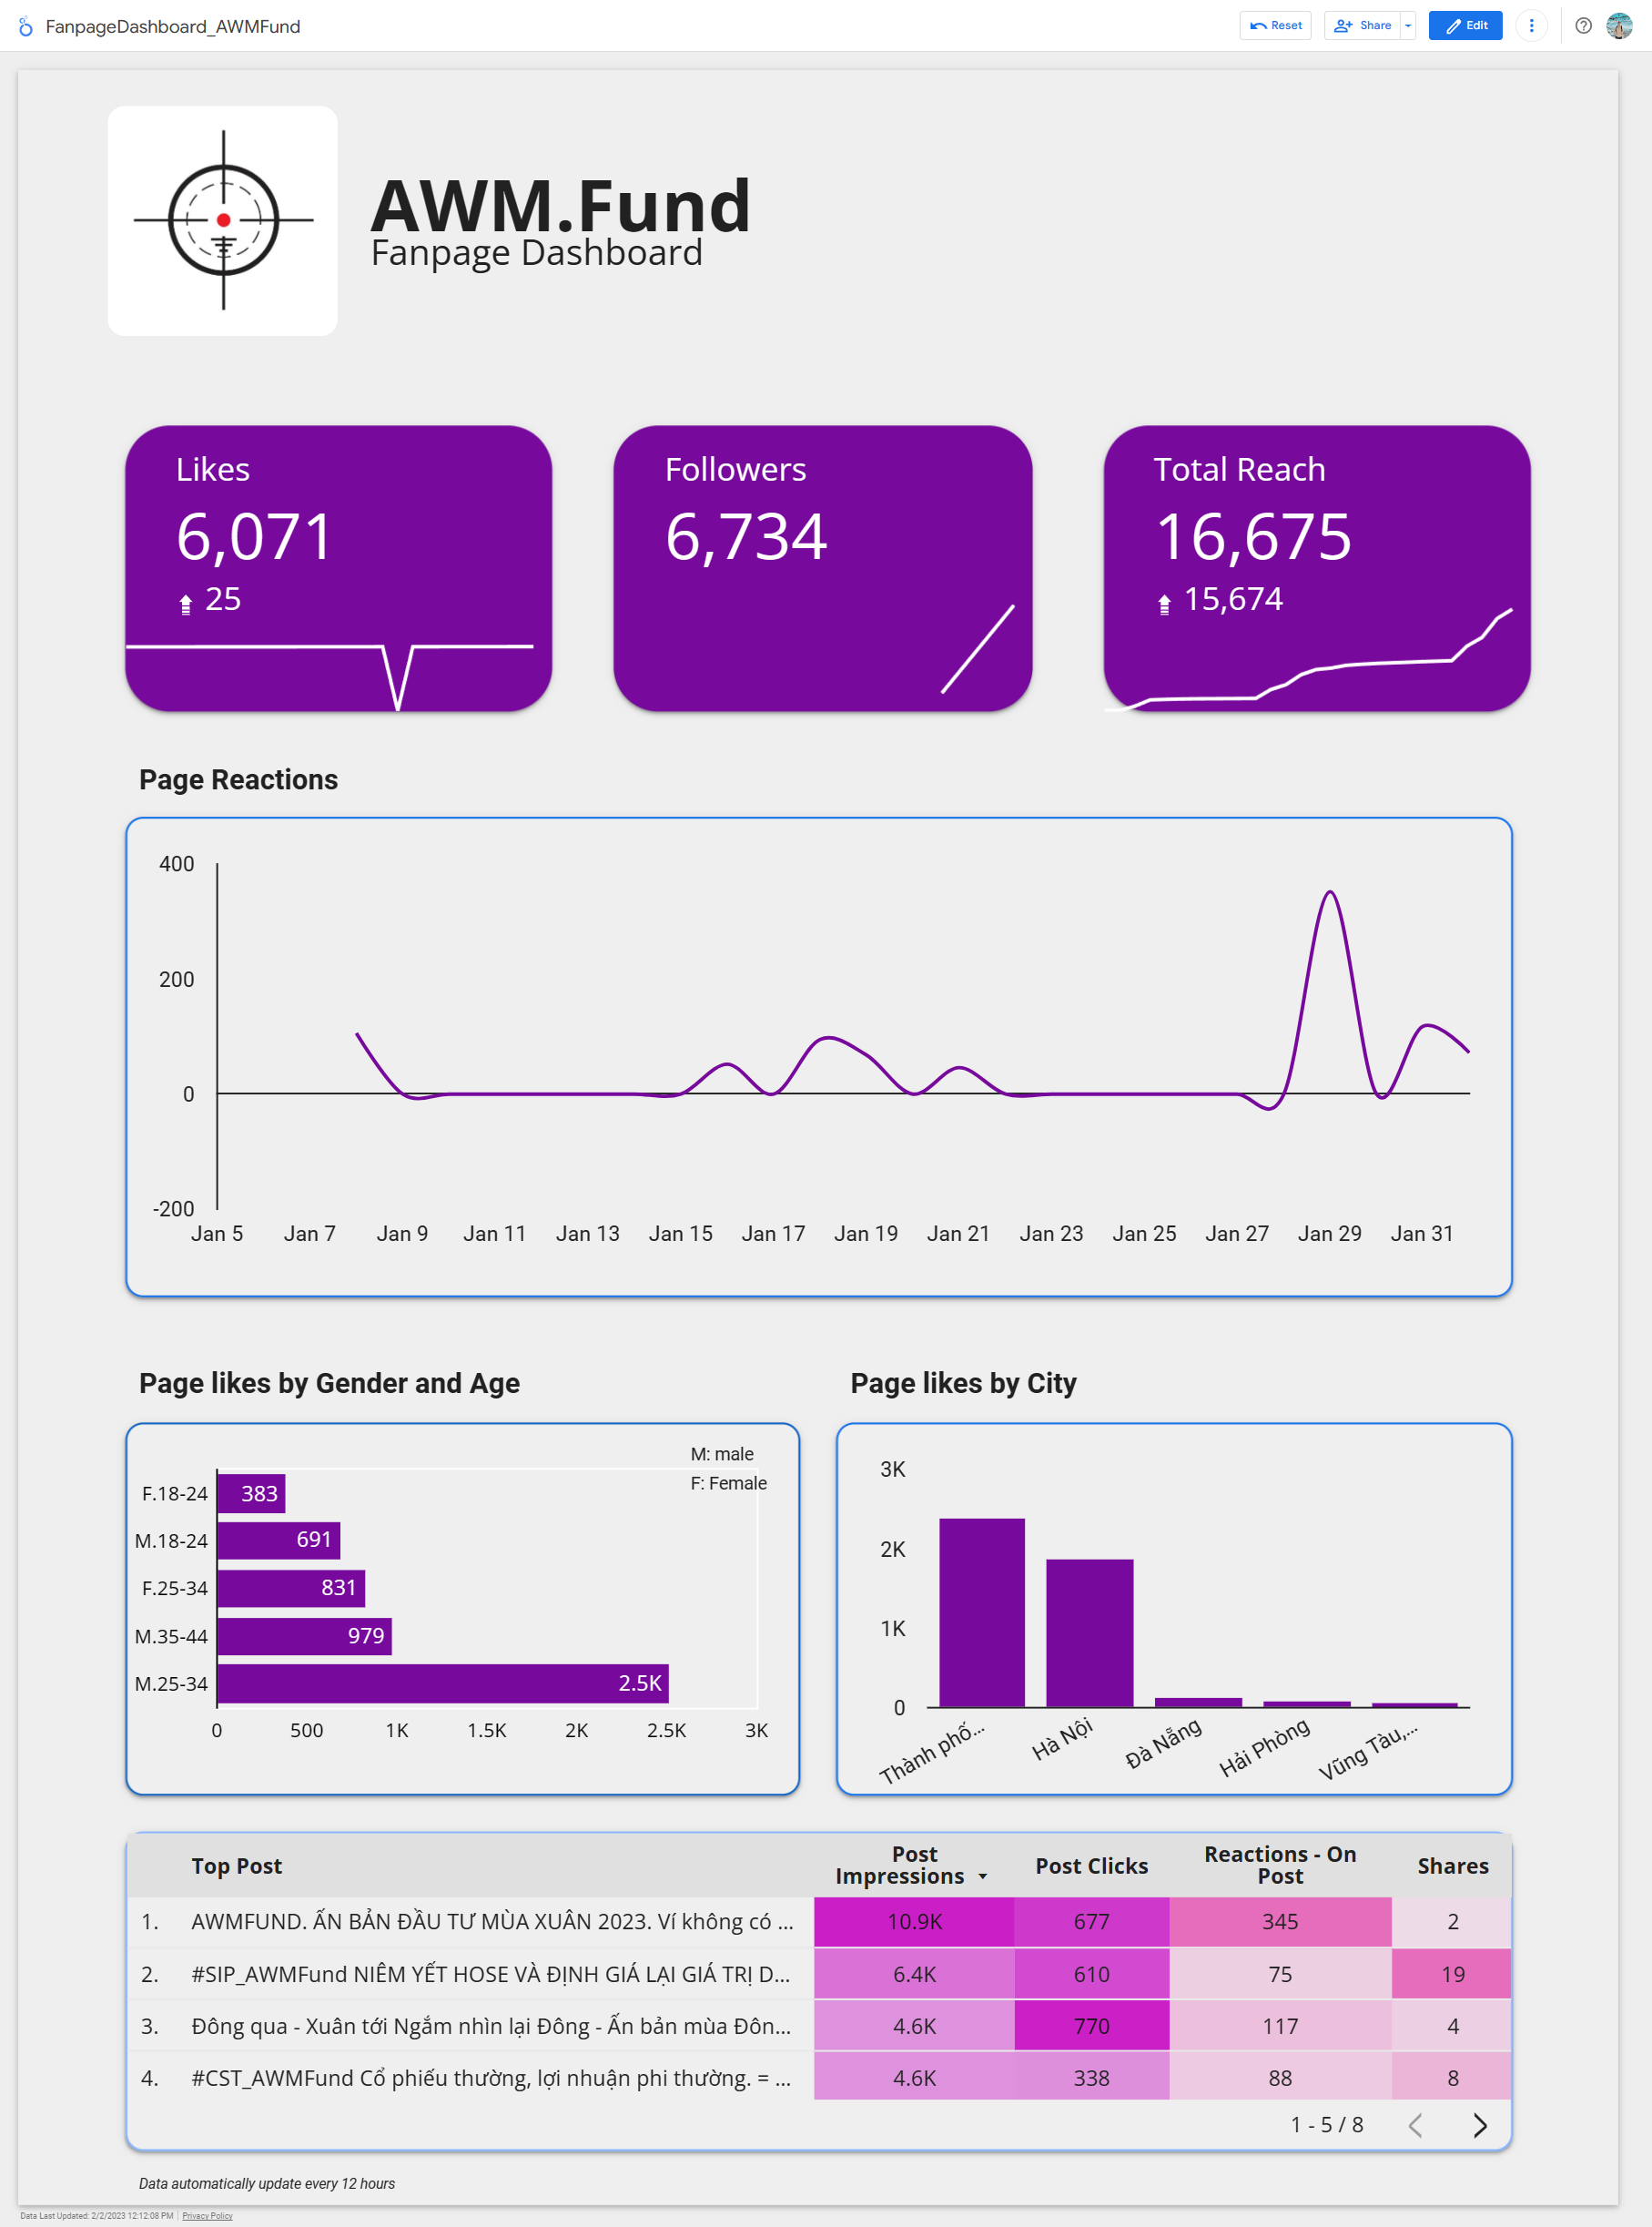 FanpageDashboard_AWMFund
Reset
Share
Edit
AWM.Fund
Fanpage Dashboard
Likes
6,071
25
Followers
6,734
Total Reach
16,675
15,674
Page Reactions
400
200
0
-200
Jan 5 Jan 7 Jan 9 Jan 11 Jan 13 Jan 15 Jan 17 Jan 19 Jan 21 Jan 23 Jan 25 Jan 27 Jan 29 Jan 31
Page likes by Gender and Age
M: male
F: Female
F.18-24 383
M.18-24 691
F.25-34 831
M.35-44 979
M.25-34 2.5K
0 500 1K 1.5K 2K 2.5K 3K
Page likes by City
3K
2K
1K
0
Thành phố... Hà Nội Đà Nẵng Hải Phòng Vũng Tàu,...
Top Post Post Impressions Post Clicks Reactions - On Post Shares
1. AWMFUND. ẤN BẢN ĐẦU TƯ MÙA XUÂN 2023. Ví không có ... 10.9K 677 345 2
2. #SIP_AWMFund NIÊM YẾT HOSE VÀ ĐỊNH GIÁ LẠI GIÁ TRỊ D... 6.4K 610 75 19
3. Đông qua - Xuân tới Ngắm nhìn lại Đông - Ấn bản mùa Đôn... 4.6K 770 117 4
4. #CST_AWMFund Cổ phiếu thường, lợi nhuận phi thường. = ... 4.6K 338 88 8
1 - 5 / 8
Data automatically update every 12 hours
Data Last Updated: 2/2/2023 12:12:08 PM Privacy Policy